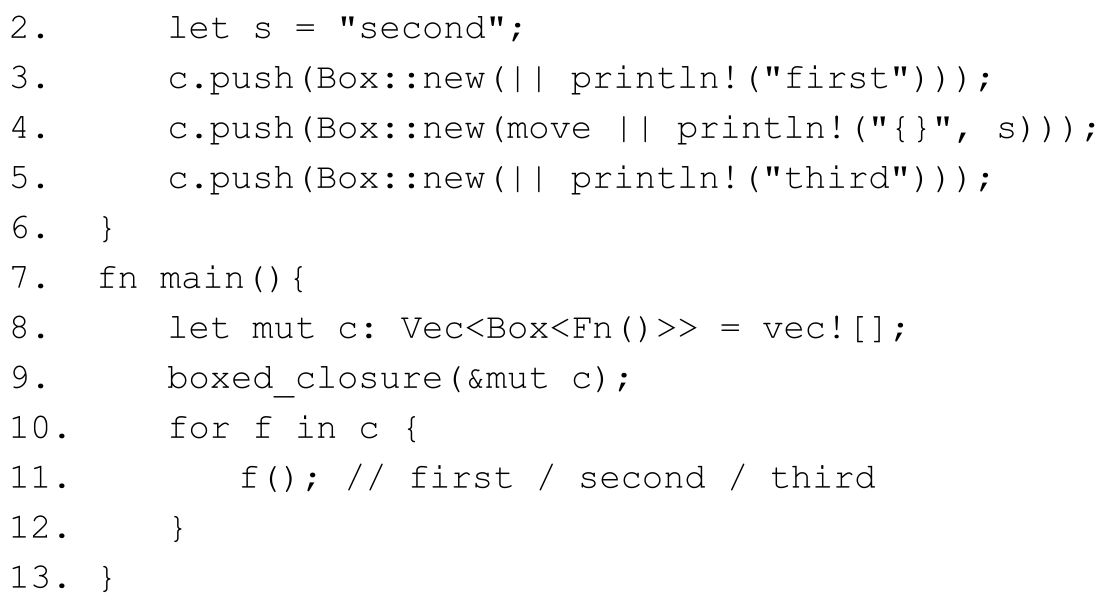 2.      let s = "second";
3.      c.push(Box::new(|| println!("first")));
4.      c.push(Box::new(move || println!("{}", s)));
5.      c.push(Box::new(|| println!("third")));
6.  }
7.  fn main(){
8.      let mut c: Vec<Box<Fn()>> = vec![];
9.      boxed_closure(&mut c);
10.     for f in c {
11.         f(); // first / second / third
12.     }
13. }